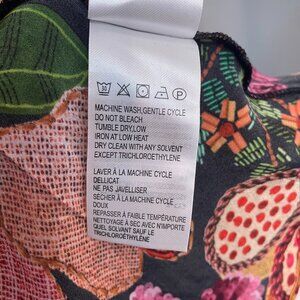 MACHINE WASH,GENTLE CYCLE
DO NOT BLEACH
TUMBLE DRY,LOW
IRON AT LOW HEAT
DRY CLEAN WITH ANY SOLVENT
EXCEPT TRICHLOROETHYLENE
LAVER À LA MACHINE CYCLE
DELLICAT
NE PAS JAVELLISER
SÉCHER À LA MACHINE CYCLE
DOUX
REPASSER À FAIBLE TEMPÉRATURE
NETTOYAGE À SEC AVEC N'IMPORTE
QUEL SOLVANT SAUF LE
TRICHLOROÉTHYLÈNE